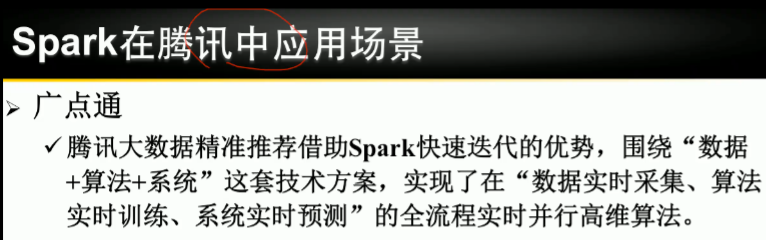 Spark在腾讯中应用场景
广点通
腾讯大数据精准推荐借助Spark快速迭代的优势，围绕“数据
+算法+系统”这套技术方案，实现了在“数据实时采集、算法
实时训练、系统实时预测”的全流程实时并行高维算法。